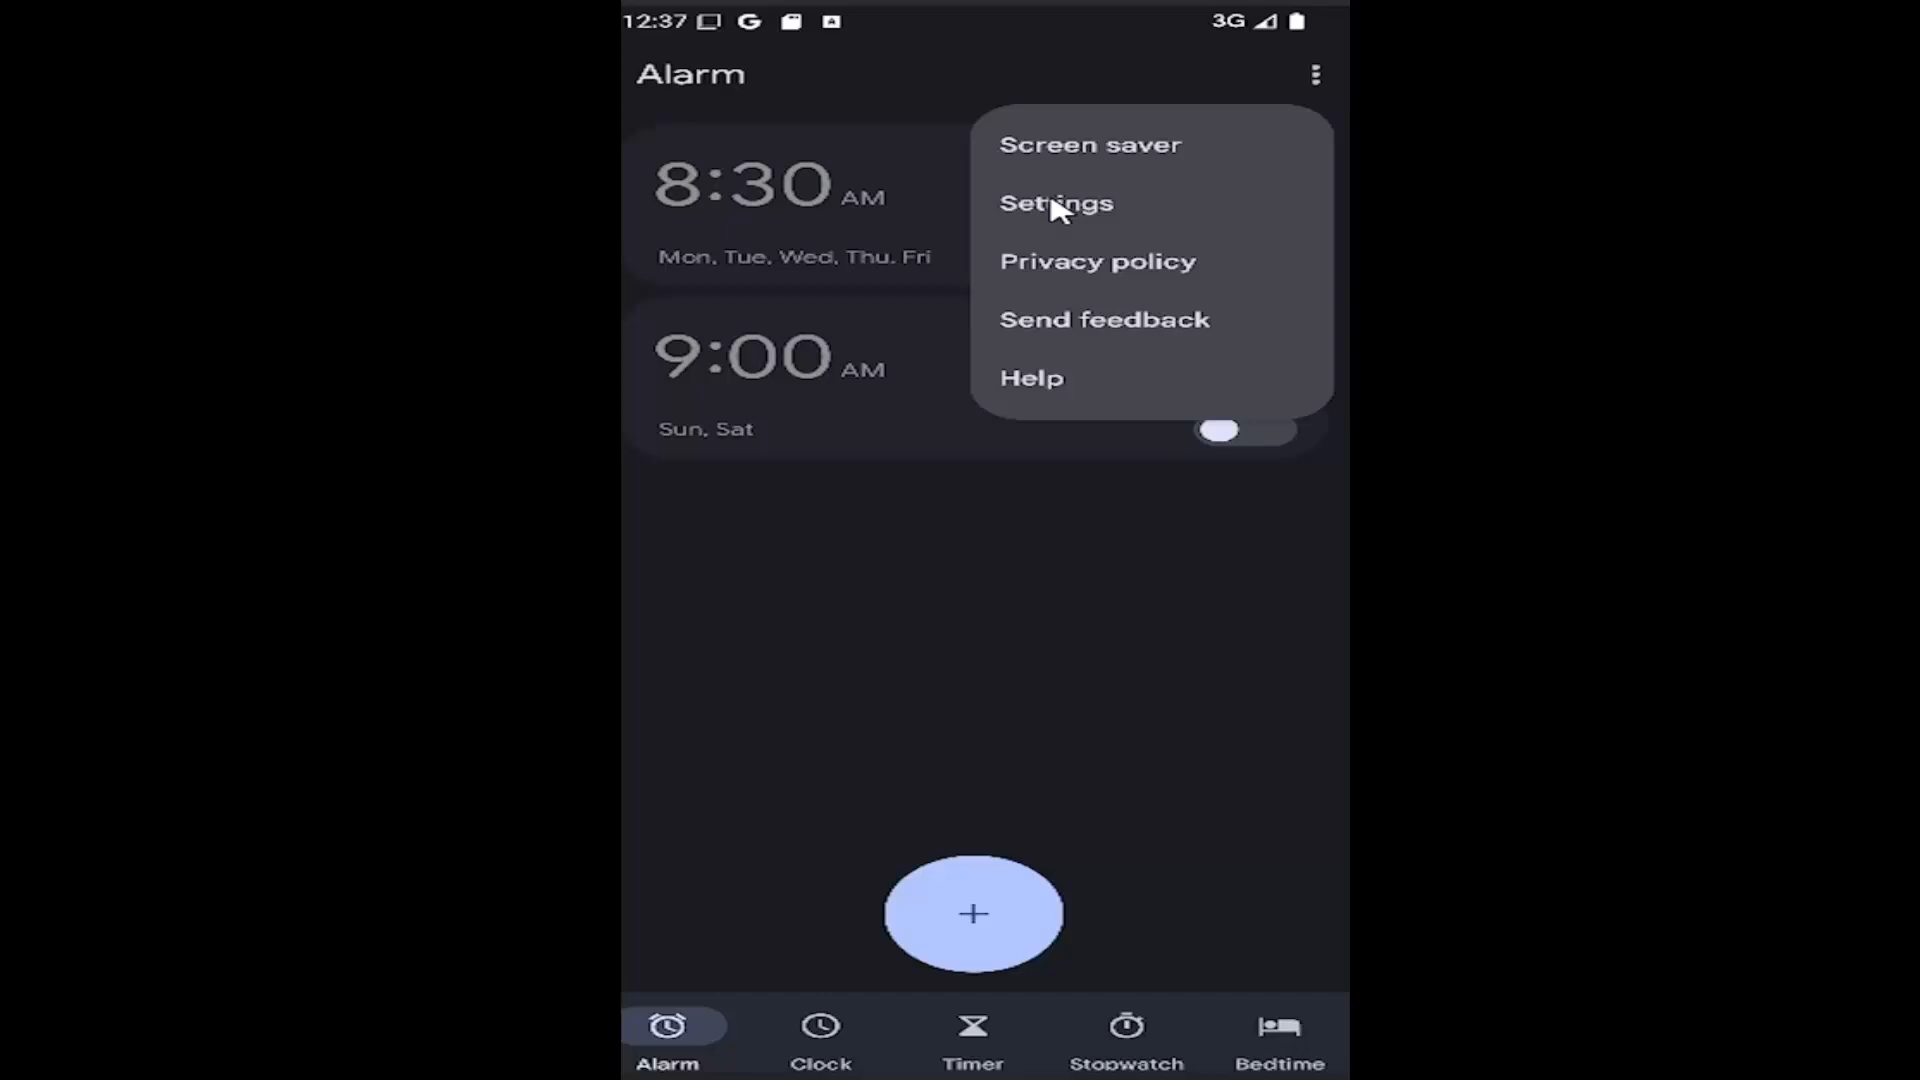 12:37 3G
Alarm
Screen saver
8:30 AM
Settings
Mon, Tue, Wed, Thu, Fri
Privacy policy
Send feedback
9:00 AM
Help
Sun, Sat
+
Alarm Clock Timer Stopwatch Bedtime